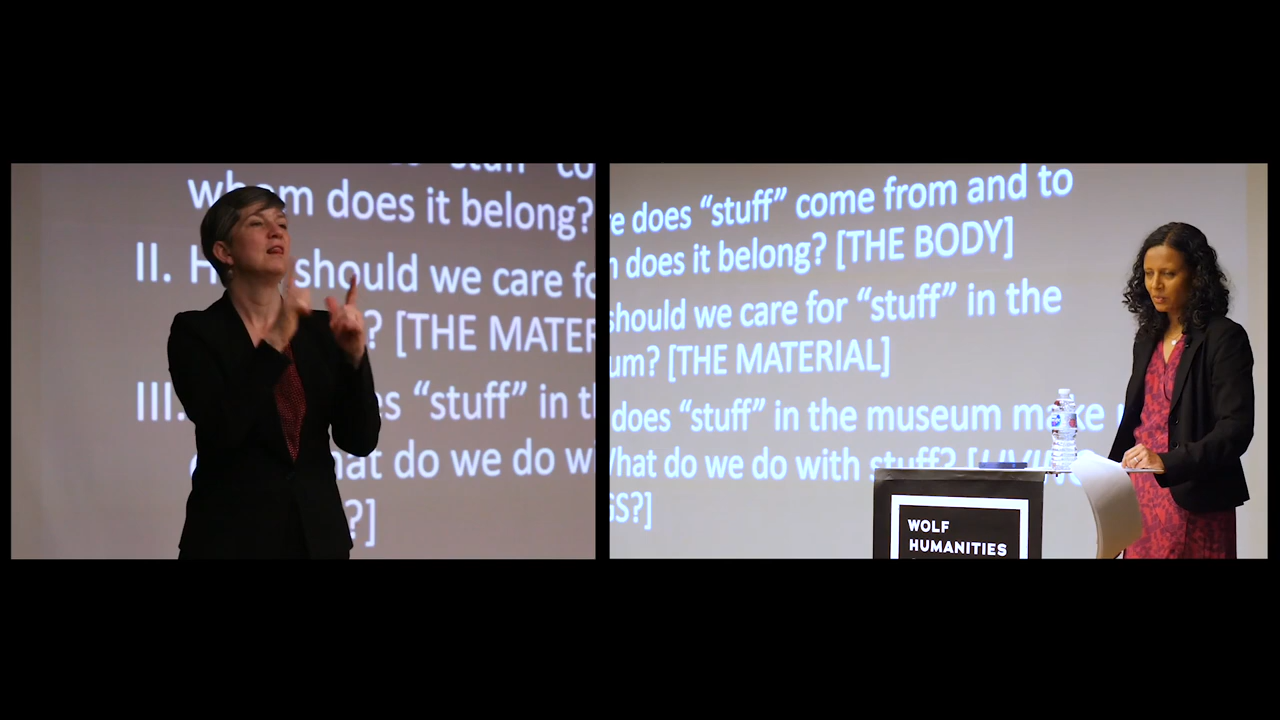 whom does it belong?
II. How should we care fo
? [THE MATER
III. es “stuff” in th
hat do we do w
?]
re does “stuff” come from and to
m does it belong? [THE BODY]
should we care for “stuff” in the
um? [THE MATERIAL]
does “stuff” in the museum make
What do we do with stuff?
GS?]
WOLF
HUMANITIES